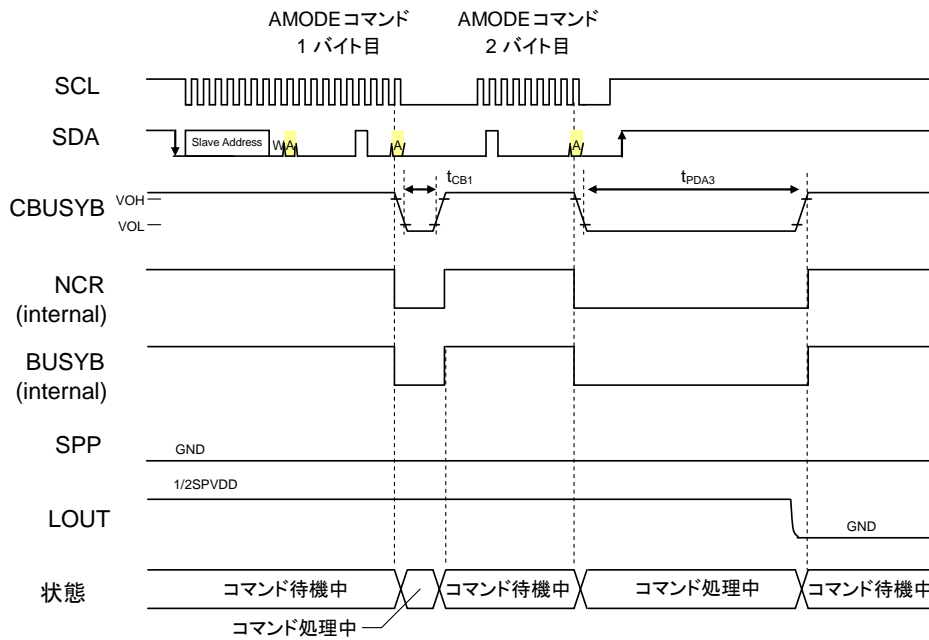 AMODEコマンド
1 バイト目
AMODEコマンド
2 バイト目
SCL
SDA
Slave Address
W
A
A
A
CBUSYB
VOH
VOL
tCB1
tPDA3
NCR
(internal)
BUSYB
(internal)
SPP
GND
LOUT
1/2SPVDD
GND
状態
コマンド待機中
コマンド待機中
コマンド処理中
コマンド待機中
コマンド処理中